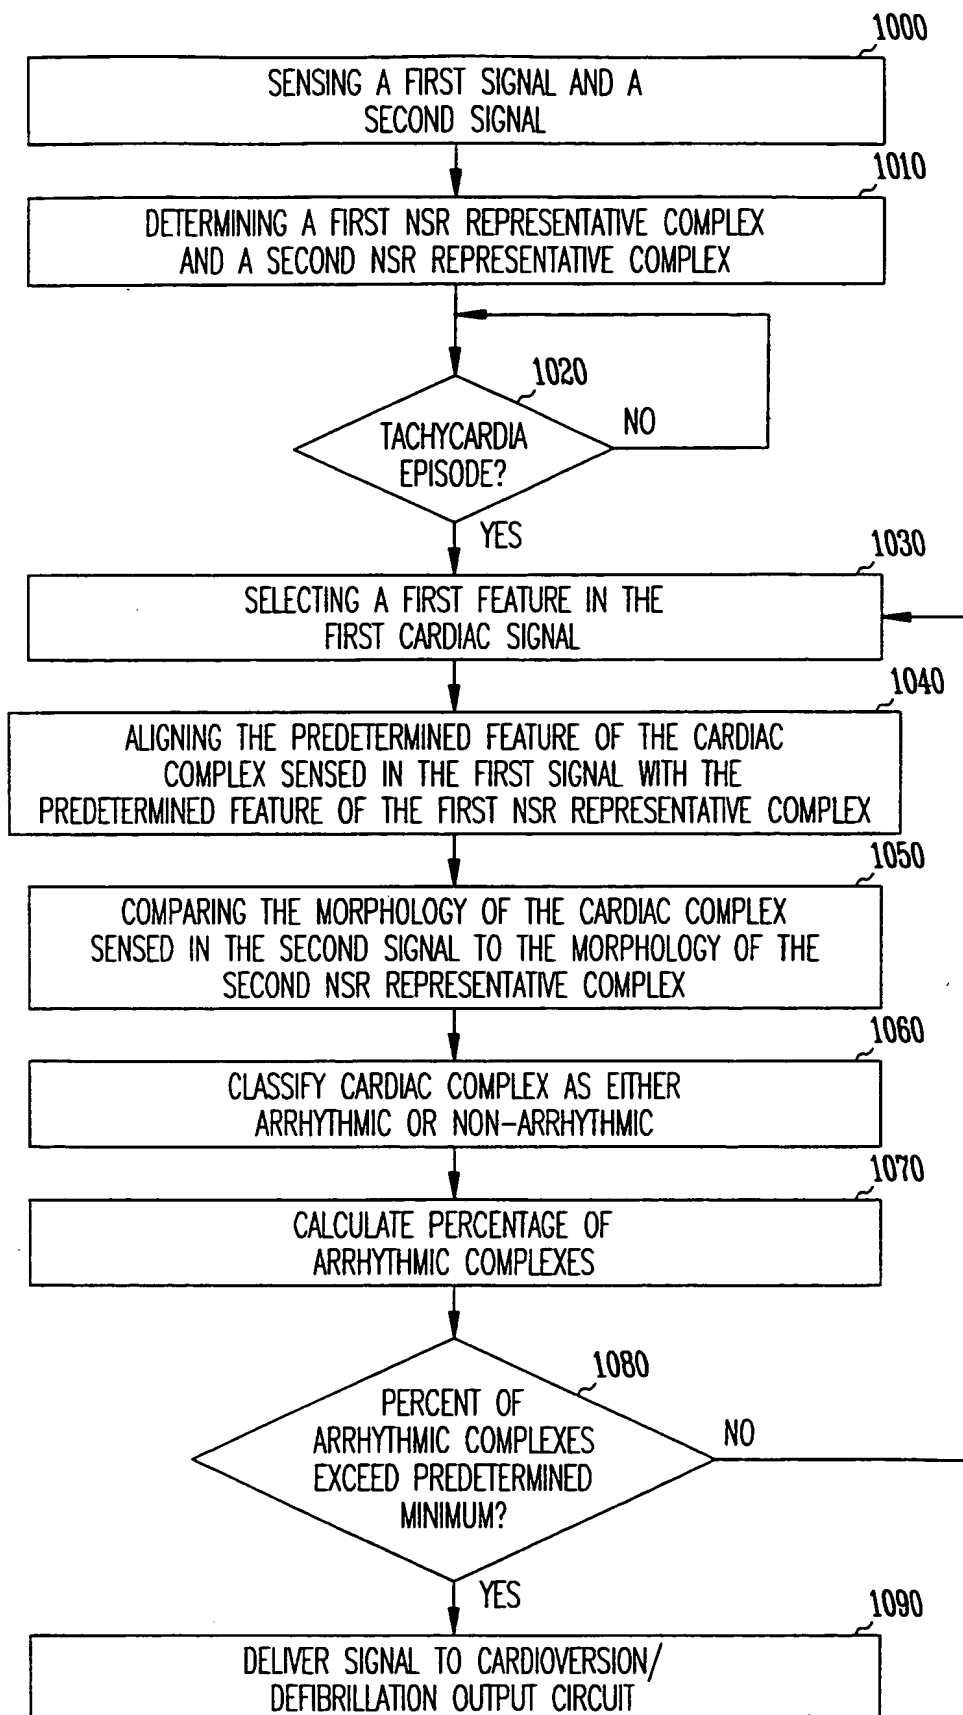 1000
SENSING A FIRST SIGNAL AND A
SECOND SIGNAL
1010
DETERMINING A FIRST NSR REPRESENTATIVE COMPLEX
AND A SECOND NSR REPRESENTATIVE COMPLEX
1020
TACHYCARDIA
EPISODE?
NO
YES
1030
SELECTING A FIRST FEATURE IN THE
FIRST CARDIAC SIGNAL
1040
ALIGNING THE PREDETERMINED FEATURE OF THE CARDIAC
COMPLEX SENSED IN THE FIRST SIGNAL WITH THE
PREDETERMINED FEATURE OF THE FIRST NSR REPRESENTATIVE COMPLEX
1050
COMPARING THE MORPHOLOGY OF THE CARDIAC COMPLEX
SENSED IN THE SECOND SIGNAL TO THE MORPHOLOGY OF THE
SECOND NSR REPRESENTATIVE COMPLEX
1060
CLASSIFY CARDIAC COMPLEX AS EITHER
ARRHYTHMIC OR NON-ARRHYTHMIC
1070
CALCULATE PERCENTAGE OF
ARRHYTHMIC COMPLEXES
1080
PERCENT OF
ARRHYTHMIC COMPLEXES
EXCEED PREDETERMINED
MINIMUM?
NO
YES
1090
DELIVER SIGNAL TO CARDIOVERSION/
DEFIBRILLATION OUTPUT CIRCUIT